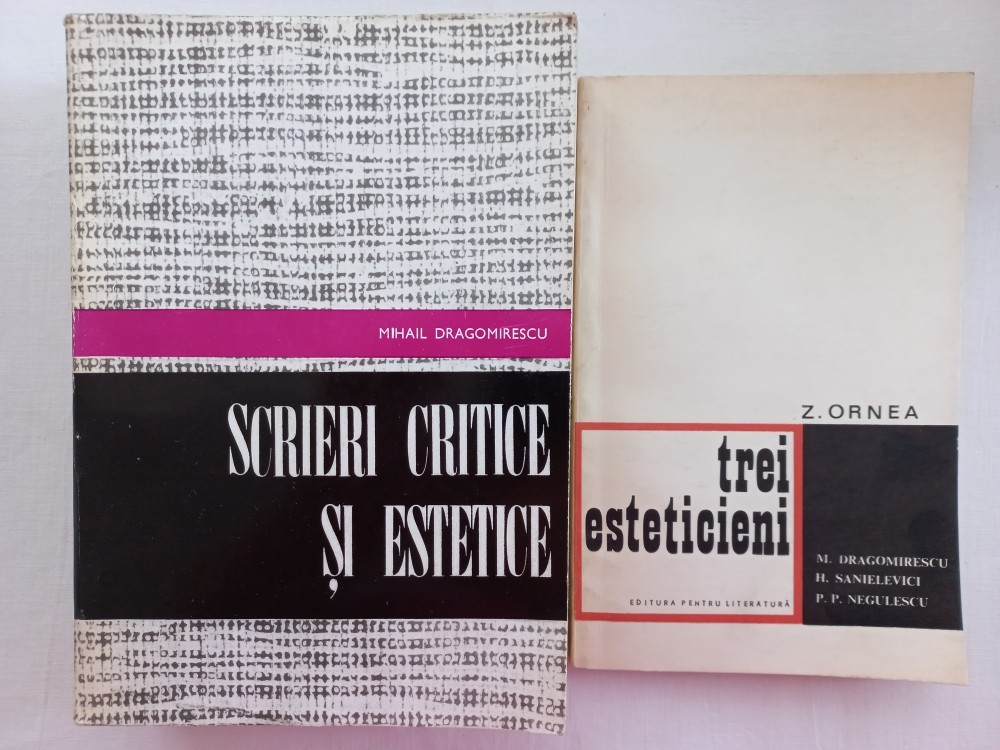 MIHAIL DRAGOMIRESCU
SCRIERI CRITICE
ȘI ESTETICE
Z. ORNEA
trei
esteticieni
EDITURA PENTRU LITERATURĂ
M. DRAGOMIRESCU
H. SANIELEVICI
P. P. NEGULESCU